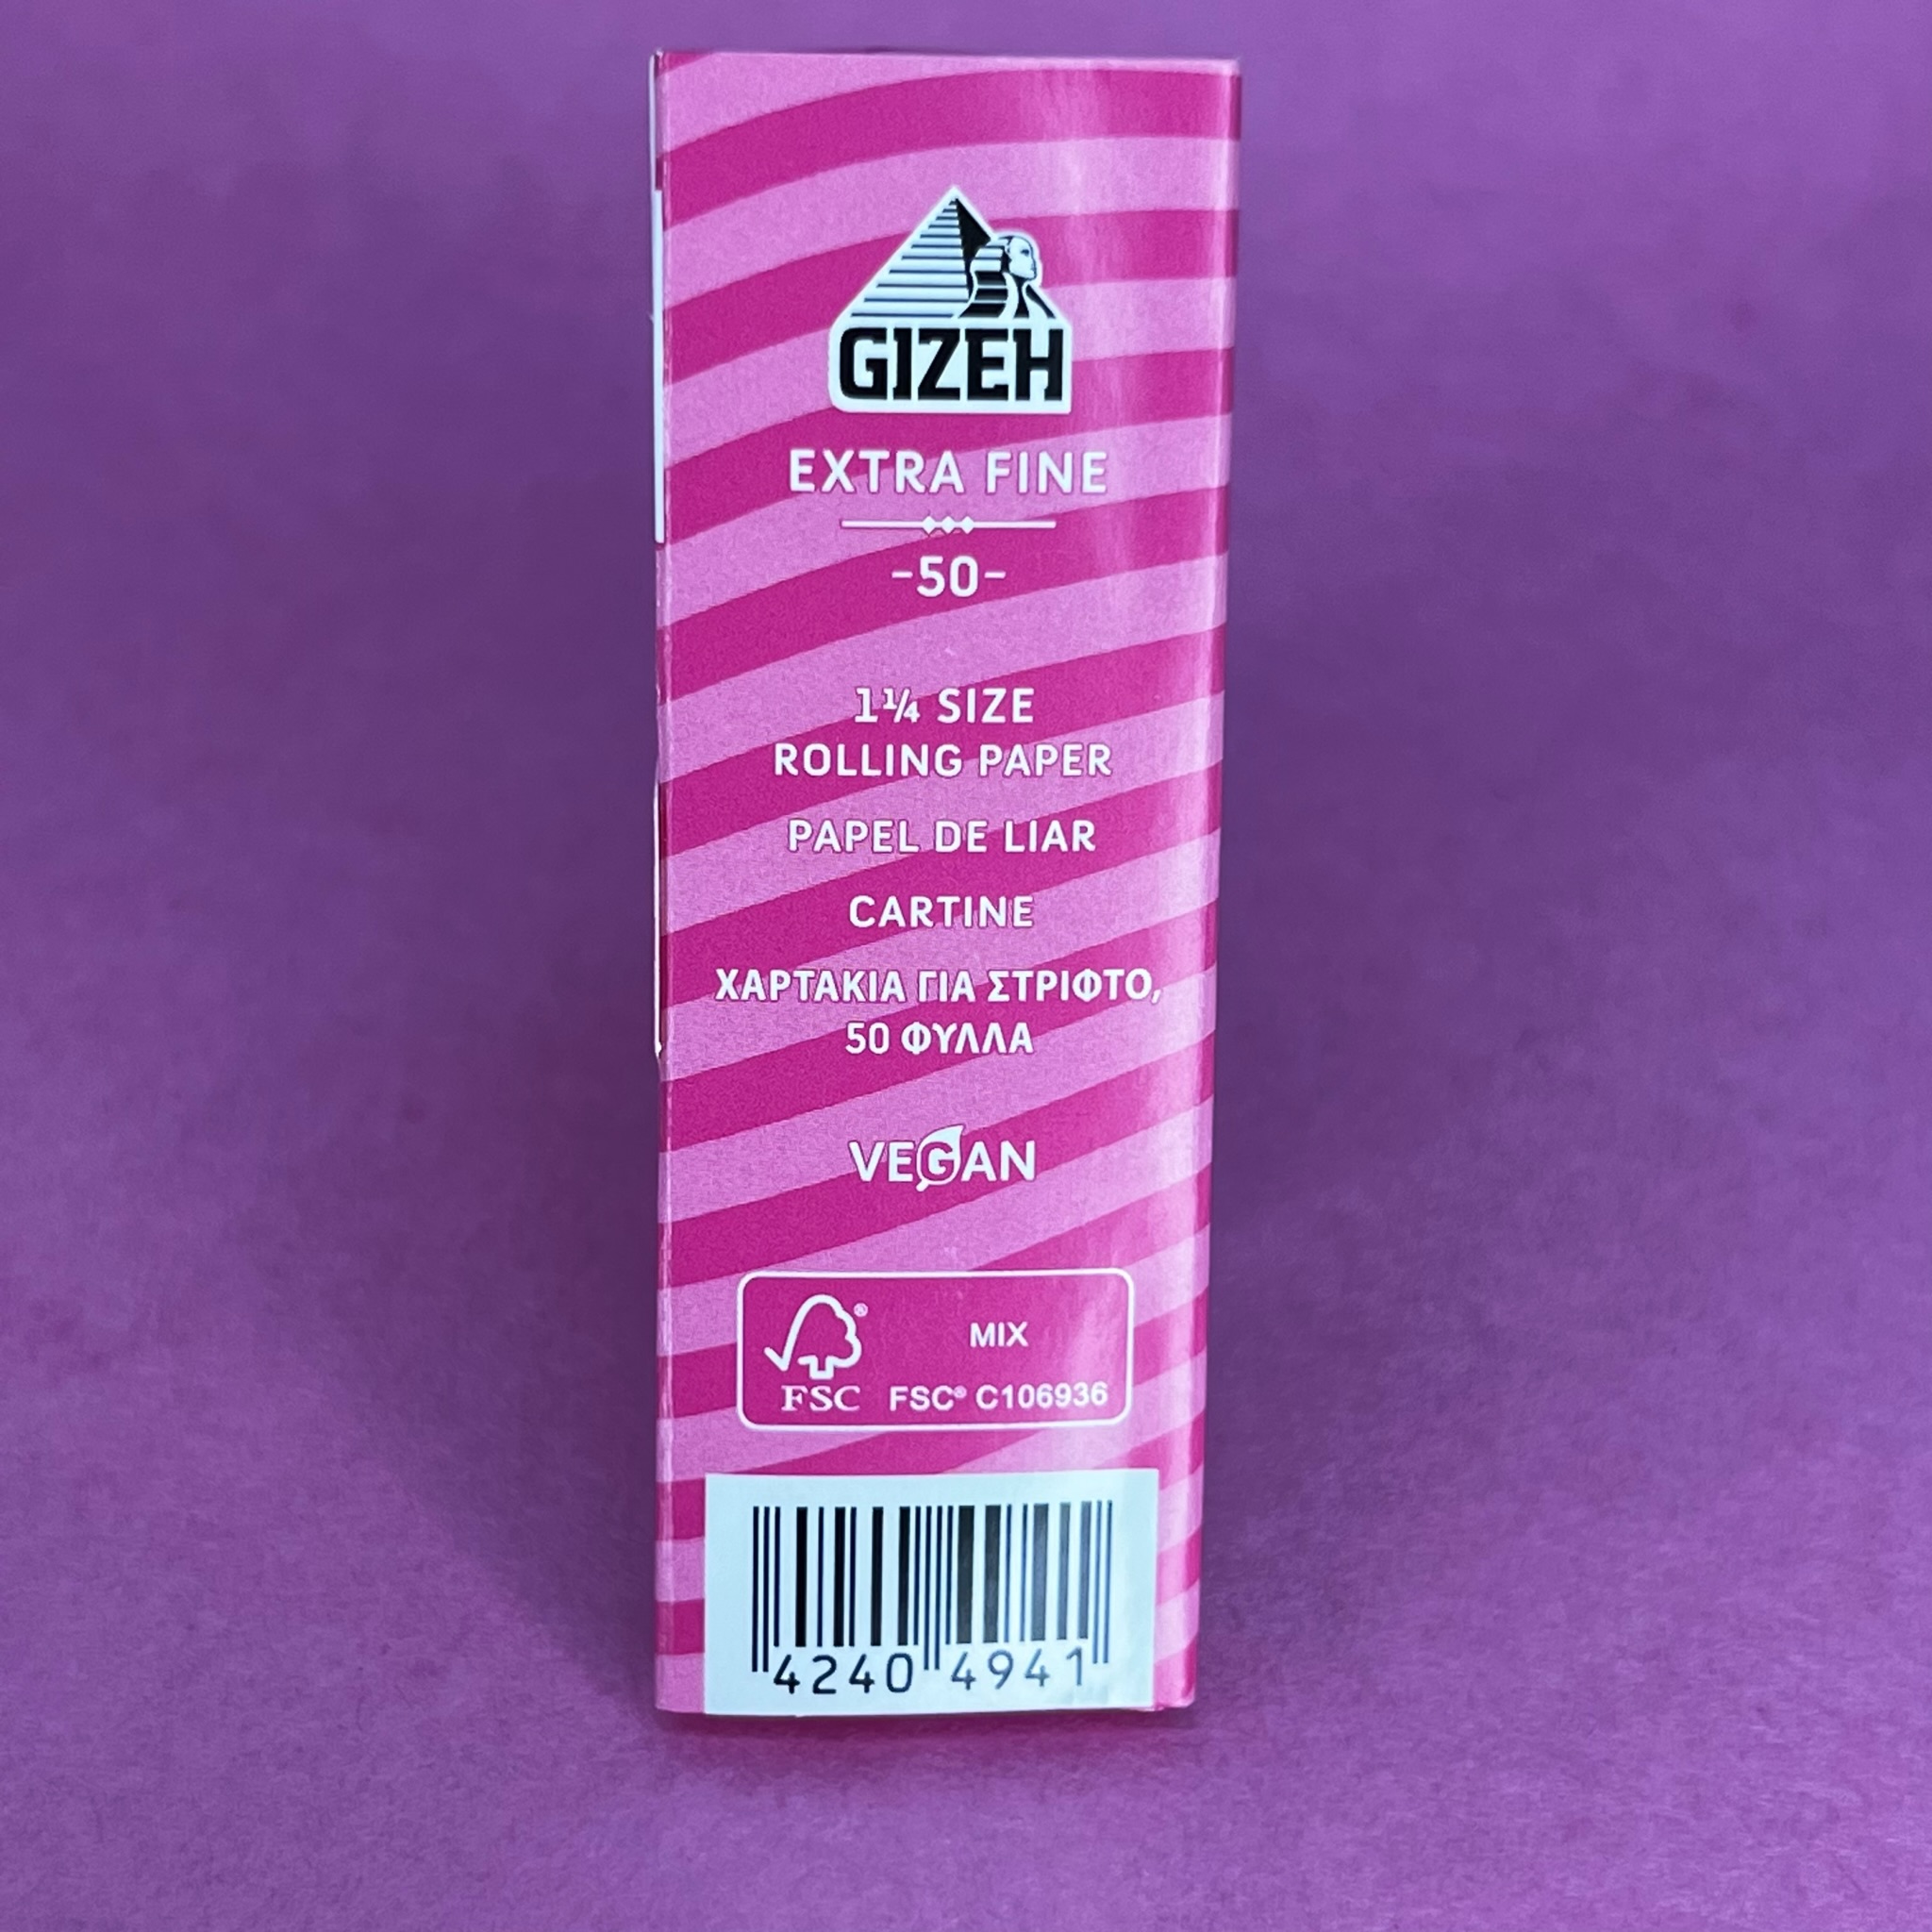 GIZEH
EXTRA FINE
-50-
1¼ SIZE
ROLLING PAPER
PAPEL DE LIAR
CARTINE
ΧΑΡΤΑΚΙΑ ΓΙΑ ΣΤΡΙΦΤΟ,
50 ΦΥΛΛΑ
VEGAN
®
MIX
FSC FSC® C106936
4240 4941